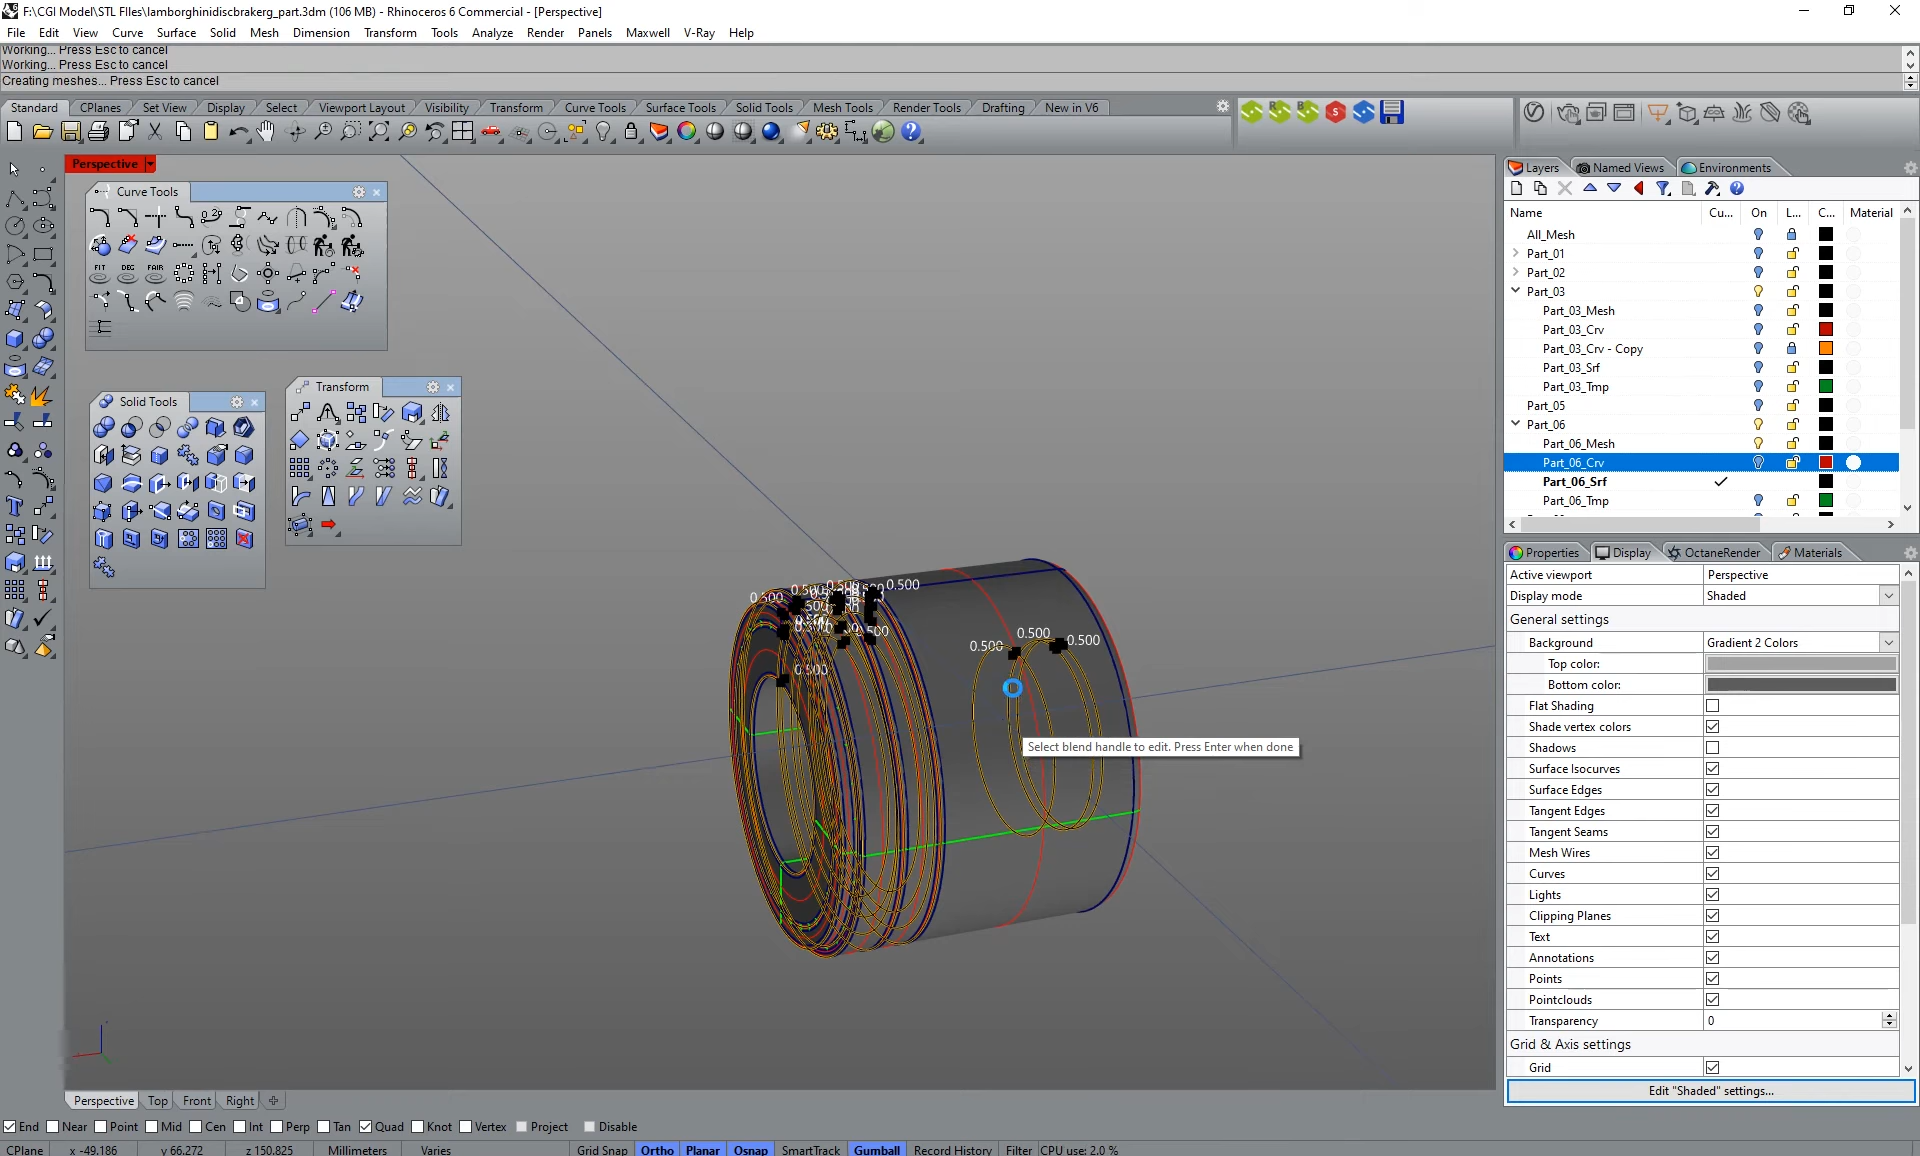 F:\CGI Model\STL FIles\lamborghinidiscbrakerg_part.3dm (106 MB) - Rhinoceros 6 Commercial - [Perspective]
File Edit View Curve Surface Solid Mesh Dimension Transform Tools Analyze Render Panels Maxwell V-Ray Help
Working... Press Esc to cancel
Working... Press Esc to cancel
Creating meshes... Press Esc to cancel
Standard CPlanes Set View Display Select Viewport Layout Visibility Transform Curve Tools Surface Tools Solid Tools Mesh Tools Render Tools Drafting New in V6
Perspective
Curve Tools
FIT DEG FAIR
Solid Tools
Transform
0.500 0.500 0.500 0.500
0.500
0.500
0.500 0.500 0.500
Select blend handle to edit. Press Enter when done
Layers Named Views Environments
Name Cu... On L... C... Material
All_Mesh
Part_01
Part_02
Part_03
Part_03_Mesh
Part_03_Crv
Part_03_Crv - Copy
Part_03_Srf
Part_03_Tmp
Part_05
Part_06
Part_06_Mesh
Part_06_Crv
Part_06_Srf
Part_06_Tmp
Properties Display OctaneRender Materials
Active viewport Perspective
Display mode Shaded
General settings
Background Gradient 2 Colors
Top color:
Bottom color:
Flat Shading
Shade vertex colors
Shadows
Surface Isocurves
Surface Edges
Tangent Edges
Tangent Seams
Mesh Wires
Curves
Lights
Clipping Planes
Text
Annotations
Points
Pointclouds
Transparency 0
Grid & Axis settings
Grid
Edit "Shaded" settings...
Perspective Top Front Right
End Near Point Mid Cen Int Perp Tan Quad Knot Vertex Project Disable
CPlane x -49.186 y 66.272 z 150.825 Millimeters Varies Grid Snap Ortho Planar Osnap SmartTrack Gumball Record History Filter CPU use: 2.0 %